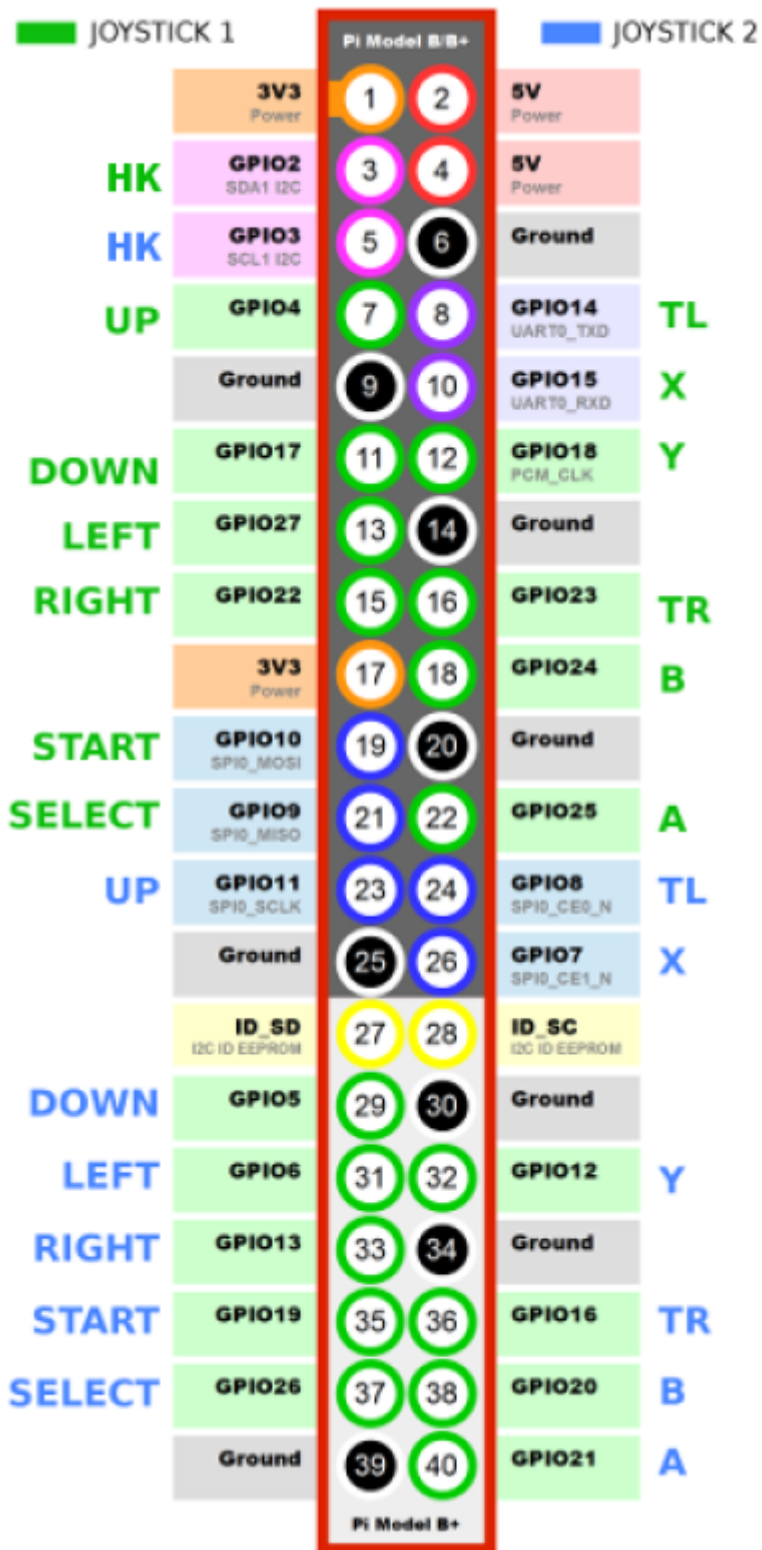 JOYSTICK 1 Pi Model B/B+ JOYSTICK 2
3V3 1 2 5V
Power Power
HK GPIO2 3 4 5V
SDA1 I2C Power
HK GPIO3 5 6 Ground
SCL1 I2C
UP GPIO4 7 8 GPIO14 TL
UART0_TXD
Ground 9 10 GPIO15 X
UART0_RXD
DOWN GPIO17 11 12 GPIO18 Y
PCM_CLK
LEFT GPIO27 13 14 Ground
RIGHT GPIO22 15 16 GPIO23 TR
3V3 17 18 GPIO24 B
Power
START GPIO10 19 20 Ground
SPI0_MOSI
SELECT GPIO9 21 22 GPIO25 A
SPI0_MISO
UP GPIO11 23 24 GPIO8 TL
SPI0_SCLK SPI0_CE0_N
Ground 25 26 GPIO7 X
SPI0_CE1_N
ID_SD 27 28 ID_SC
I2C ID EEPROM I2C ID EEPROM
DOWN GPIO5 29 30 Ground
LEFT GPIO6 31 32 GPIO12 Y
RIGHT GPIO13 33 34 Ground
START GPIO19 35 36 GPIO16 TR
SELECT GPIO26 37 38 GPIO20 B
Ground 39 40 GPIO21 A
Pi Model B+